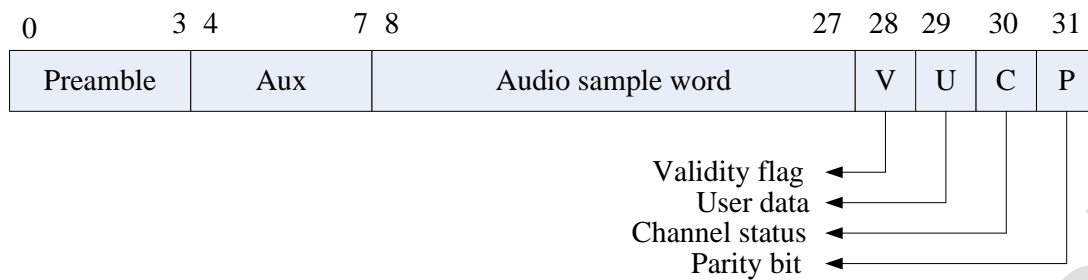 0 3 4 7 8 27 28 29 30 31
Preamble Aux Audio sample word V U C P
Validity flag
User data
Channel status
Parity bit